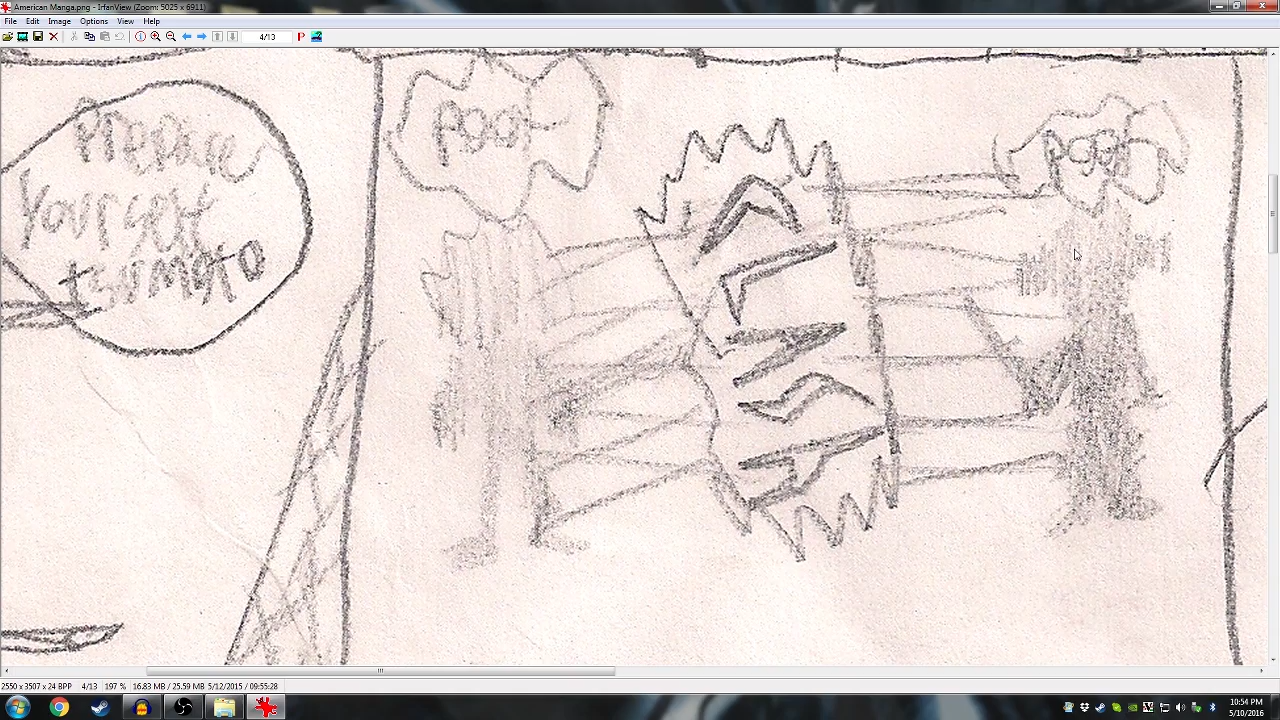 American Manga.png - IrfanView (Zoom: 5025 x 6911)
File Edit Image Options View Help
4/13
POOF
POOF
Prepare
Yourself
2550 x 3507 x 24 BPP 4/13 197 % 16.83 MB / 25.59 MB 5/12/2015 / 09:55:28
10:54 PM
5/10/2016